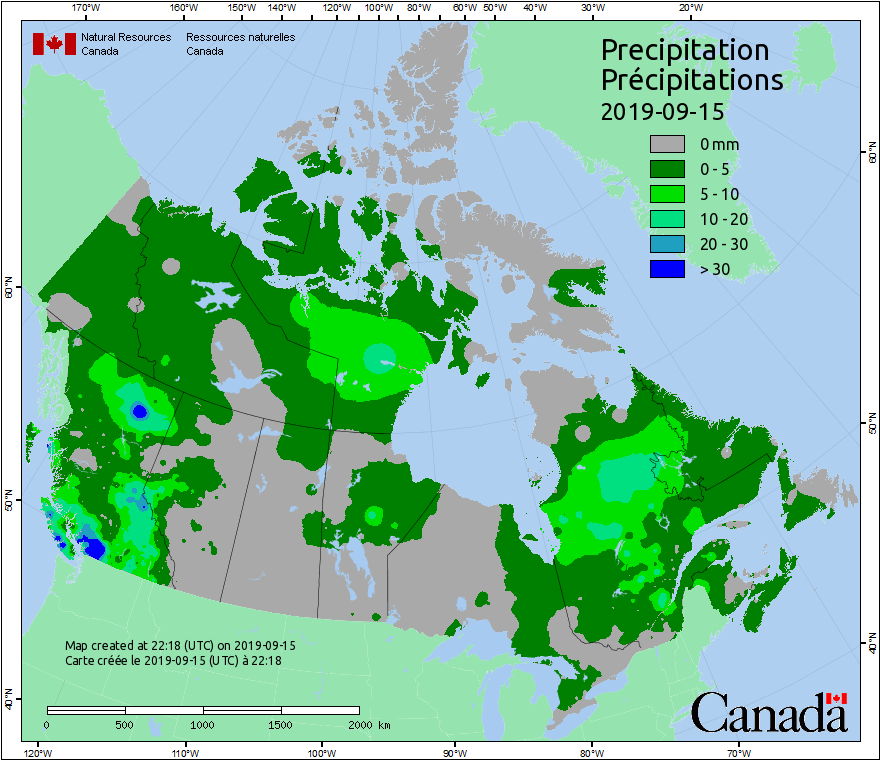 170°W 160°W 150°W 140°W 120°W 100°W 80°W 60°W 50°W 40°W 30°W 20°W
Natural Resources Ressources naturelles
Canada Canada
Precipitation
Précipitations
2019-09-15
0 mm
0 - 5
5 - 10
10 - 20
20 - 30
> 30
60°N
50°N
40°N
60°N
50°N
40°N
Map created at 22:18 (UTC) on 2019-09-15
Carte créée le 2019-09-15 (UTC) à 22:18
0 500 1000 1500 2000 km
Canada
120°W 110°W 100°W 90°W 80°W 70°W